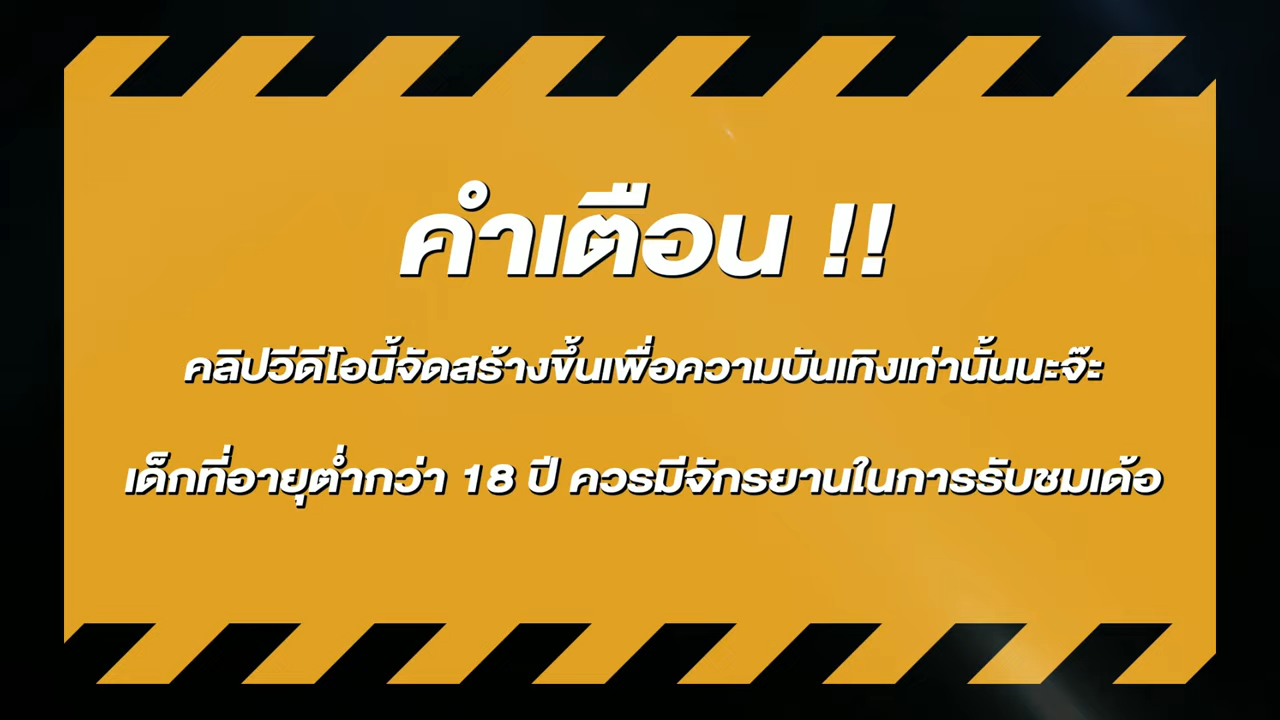 คำเตือน !!
คลิปวีดีโอนี้จัดสร้างขึ้นเพื่อความบันเทิงเท่านั้นนะจ๊ะ
เด็กที่อายุต่ำกว่า 18 ปี ควรมีจักรยานในการรับชมเด้อ